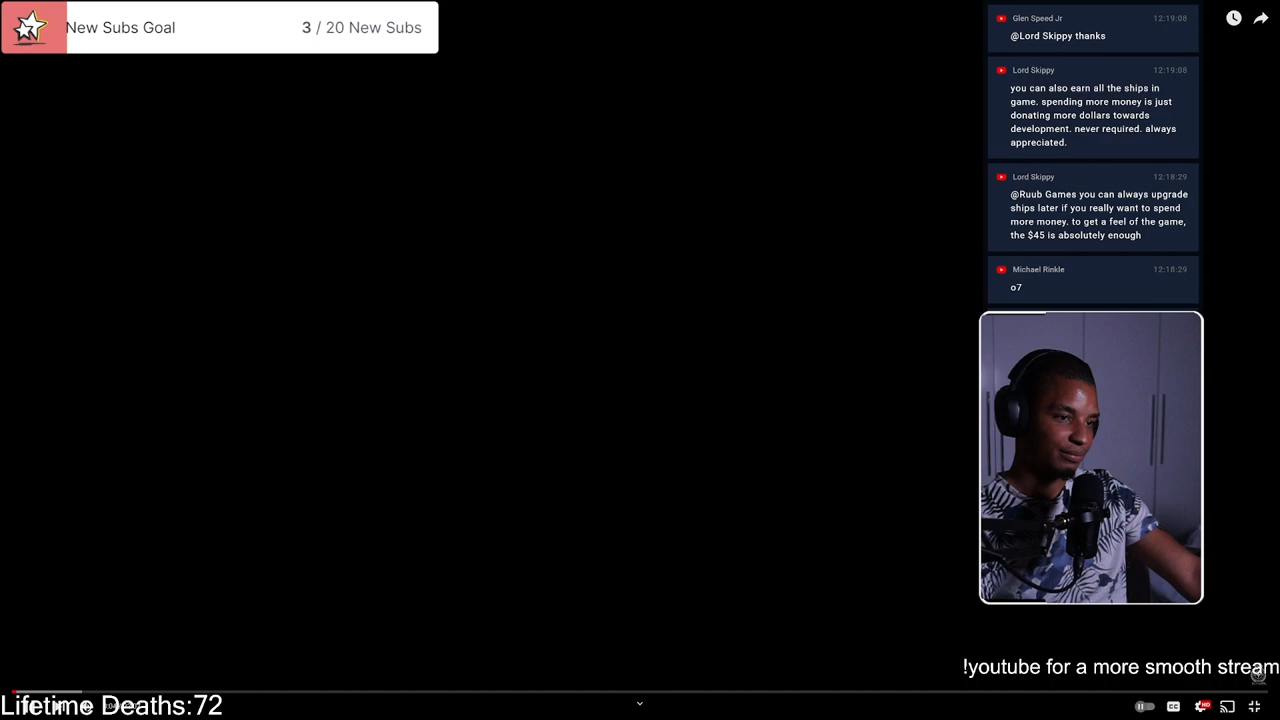 New Subs Goal
3 / 20 New Subs
Glen Speed Jr
12:19:08
@Lord Skippy thanks
Lord Skippy
12:19:08
you can also earn all the ships in
game. spending more money is just
donating more dollars towards
development. never required. always
appreciated.
Lord Skippy
12:18:29
@Ruub Games you can always upgrade
ships later if you really want to spend
more money. to get a feel of the game,
the $45 is absolutely enough
Michael Rinkle
12:18:29
o7
!youtube for a more smooth stream
Lifetime Deaths:72
CC
HD